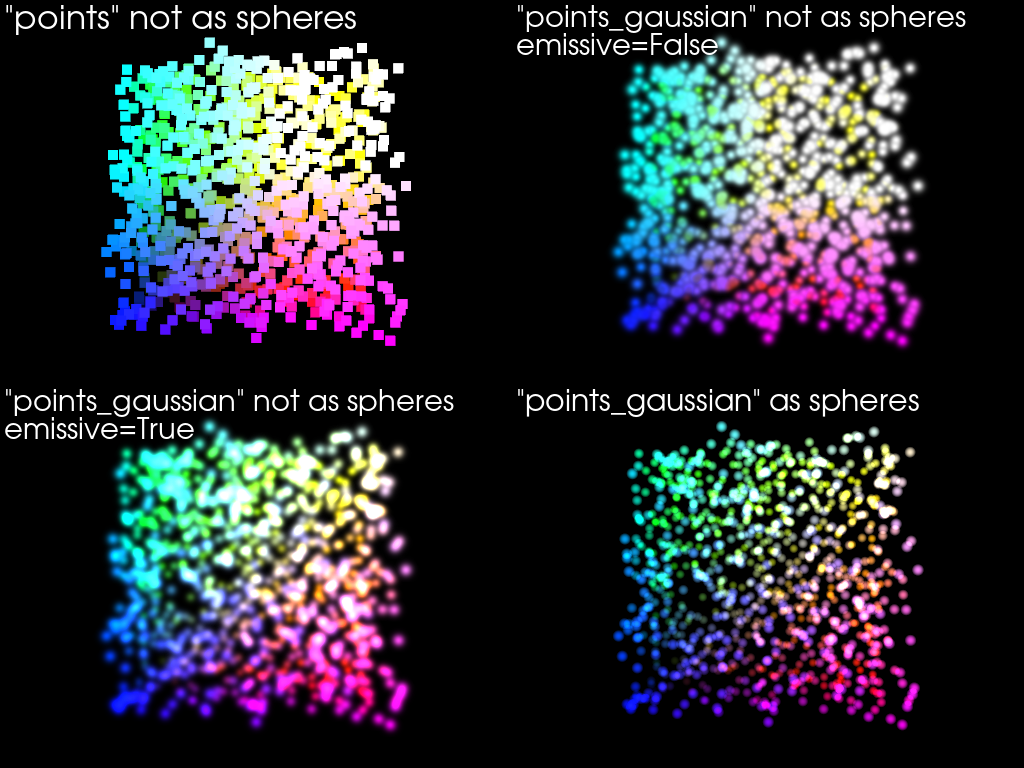 "points" not as spheres
"points_gaussian" not as spheres
emissive=False
"points_gaussian" not as spheres
emissive=True
"points_gaussian" as spheres